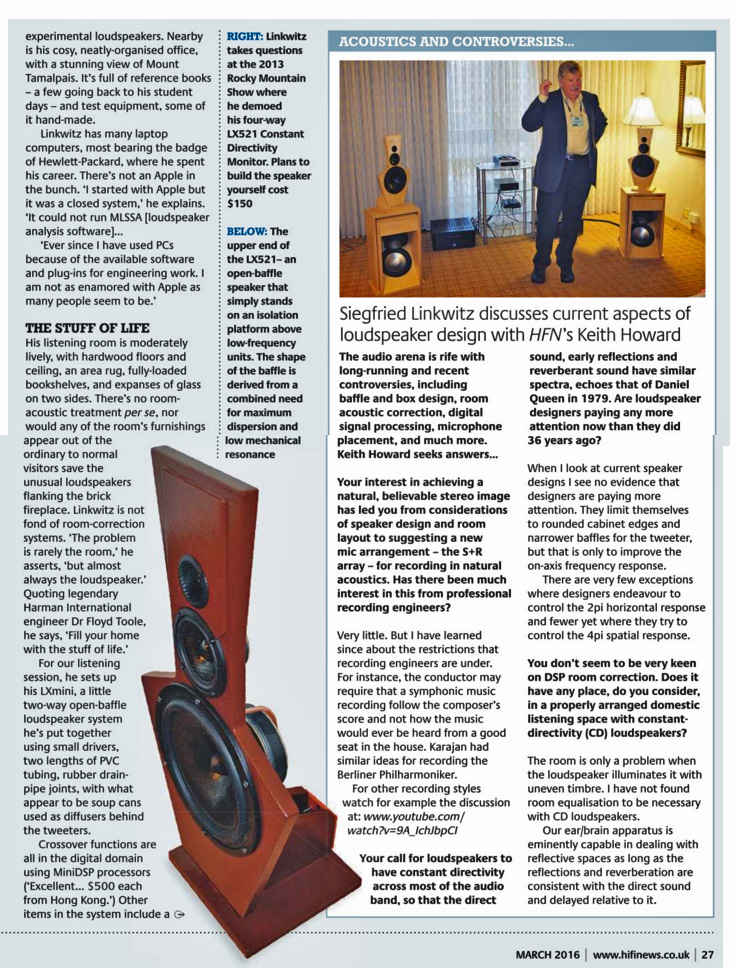 experimental loudspeakers. Nearby
is his cosy, neatly-organised office,
with a stunning view of Mount
Tamalpais. It's full of reference books
– a few going back to his student
days – and test equipment, some of
it hand-made.
Linkwitz has many laptop
computers, most bearing the badge
of Hewlett-Packard, where he spent
his career. There's not an Apple in
the bunch. 'I started with Apple but
it was a closed system,' he explains.
'It could not run MLSSA [loudspeaker
analysis software]...
'Ever since I have used PCs
because of the available software
and plug-ins for engineering work. I
am not as enamored with Apple as
many people seem to be.'
THE STUFF OF LIFE
His listening room is moderately
lively, with hardwood floors and
ceiling, an area rug, fully-loaded
bookshelves, and expanses of glass
on two sides. There's no room-
acoustic treatment per se, nor
would any of the room's furnishings
appear out of the
ordinary to normal
visitors save the
unusual loudspeakers
flanking the brick
fireplace. Linkwitz is not
fond of room-correction
systems. 'The problem
is rarely the room,' he
asserts, 'but almost
always the loudspeaker.'
Quoting legendary
Harman International
engineer Dr Floyd Toole,
he says, 'Fill your home
with the stuff of life.'
For our listening
session, he sets up
his LXmini, a little
two-way open-baffle
loudspeaker system
he's put together
using small drivers,
two lengths of PVC
tubing, rubber drain-
pipe joints, with what
appear to be soup cans
used as diffusers behind
the tweeters.
Crossover functions are
all in the digital domain
using MiniDSP processors
('Excellent... $500 each
from Hong Kong.') Other
items in the system include a
RIGHT: Linkwitz
takes questions
at the 2013
Rocky Mountain
Show where
he demoed
his four-way
LX521 Constant
Directivity
Monitor. Plans to
build the speaker
yourself cost
$150
BELOW: The
upper end of
the LX521– an
open-baffle
speaker that
simply stands
on an isolation
platform above
low-frequency
units. The shape
of the baffle is
derived from a
combined need
for maximum
dispersion and
low mechanical
resonance
ACOUSTICS AND CONTROVERSIES...
Siegfried Linkwitz discusses current aspects of
loudspeaker design with HFN's Keith Howard
The audio arena is rife with
long-running and recent
controversies, including
baffle and box design, room
acoustic correction, digital
signal processing, microphone
placement, and much more.
Keith Howard seeks answers...
Your interest in achieving a
natural, believable stereo image
has led you from considerations
of speaker design and room
layout to suggesting a new
mic arrangement – the S+R
array – for recording in natural
acoustics. Has there been much
interest in this from professional
recording engineers?
Very little. But I have learned
since about the restrictions that
recording engineers are under.
For instance, the conductor may
require that a symphonic music
recording follow the composer's
score and not how the music
would ever be heard from a good
seat in the house. Karajan had
similar ideas for recording the
Berliner Philharmoniker.
For other recording styles
watch for example the discussion
at: www.youtube.com/
watch?v=9A_IchJbpCI
Your call for loudspeakers to
have constant directivity
across most of the audio
band, so that the direct
sound, early reflections and
reverberant sound have similar
spectra, echoes that of Daniel
Queen in 1979. Are loudspeaker
designers paying any more
attention now than they did
36 years ago?
When I look at current speaker
designs I see no evidence that
designers are paying more
attention. They limit themselves
to rounded cabinet edges and
narrower baffles for the tweeter,
but that is only to improve the
on-axis frequency response.
There are very few exceptions
where designers endeavour to
control the 2pi horizontal response
and fewer yet where they try to
control the 4pi spatial response.
You don't seem to be very keen
on DSP room correction. Does it
have any place, do you consider,
in a properly arranged domestic
listening space with constant-
directivity (CD) loudspeakers?
The room is only a problem when
the loudspeaker illuminates it with
uneven timbre. I have not found
room equalisation to be necessary
with CD loudspeakers.
Our ear/brain apparatus is
eminently capable in dealing with
reflective spaces as long as the
reflections and reverberation are
consistent with the direct sound
and delayed relative to it.
MARCH 2016 | www.hifinews.co.uk | 27